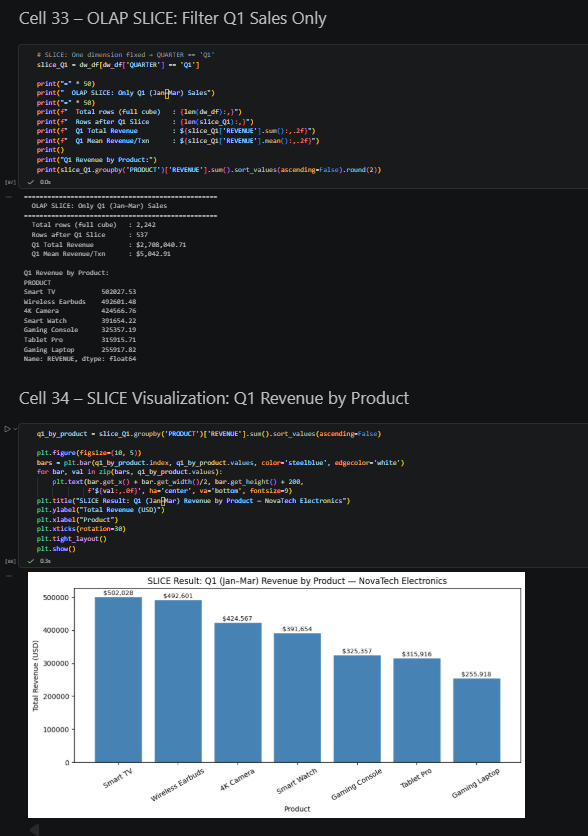 Cell 33 – OLAP SLICE: Filter Q1 Sales Only
# SLICE: One dimension fixed → QUARTER == 'Q1'
slice_Q1 = dw_df[dw_df['QUARTER'] == 'Q1']
print("=" * 50)
print("  OLAP SLICE: Only Q1 (Jan–Mar) Sales")
print("=" * 50)
print(f"  Total rows (full cube)   : {len(dw_df):,}")
print(f"  Rows after Q1 Slice      : {len(slice_Q1):,}")
print(f"  Q1 Total Revenue         : ${slice_Q1['REVENUE'].sum():,.2f}")
print(f"  Q1 Mean Revenue/Txn      : ${slice_Q1['REVENUE'].mean():,.2f}")
print()
print("Q1 Revenue by Product:")
print(slice_Q1.groupby('PRODUCT')['REVENUE'].sum().sort_values(ascending=False).round(2))
0.0s
==================================================
  OLAP SLICE: Only Q1 (Jan–Mar) Sales
==================================================
  Total rows (full cube)   : 2,242
  Rows after Q1 Slice      : 537
  Q1 Total Revenue         : $2,708,040.71
  Q1 Mean Revenue/Txn      : $5,042.91
Q1 Revenue by Product:
PRODUCT
Smart TV            502027.53
Wireless Earbuds    492601.48
4K Camera           424566.76
Smart Watch         391654.22
Gaming Console      325357.19
Tablet Pro          315915.71
Gaming Laptop       255917.82
Name: REVENUE, dtype: float64
Cell 34 – SLICE Visualization: Q1 Revenue by Product
q1_by_product = slice_Q1.groupby('PRODUCT')['REVENUE'].sum().sort_values(ascending=False)
plt.figure(figsize=(10, 5))
bars = plt.bar(q1_by_product.index, q1_by_product.values, color='steelblue', edgecolor='white')
for bar, val in zip(bars, q1_by_product.values):
    plt.text(bar.get_x() + bar.get_width()/2, bar.get_height() + 200,
             f'${val:,.0f}', ha='center', va='bottom', fontsize=9)
plt.title("SLICE Result: Q1 (Jan–Mar) Revenue by Product — NovaTech Electronics")
plt.ylabel("Total Revenue (USD)")
plt.xlabel("Product")
plt.xticks(rotation=30)
plt.tight_layout()
plt.show()
0.3s
SLICE Result: Q1 (Jan–Mar) Revenue by Product — NovaTech Electronics
Total Revenue (USD)
500000
400000
300000
200000
100000
0
$502,028
$492,601
$424,567
$391,654
$325,357
$315,916
$255,918
Smart TV
Wireless Earbuds
4K Camera
Smart Watch
Gaming Console
Tablet Pro
Gaming Laptop
Product